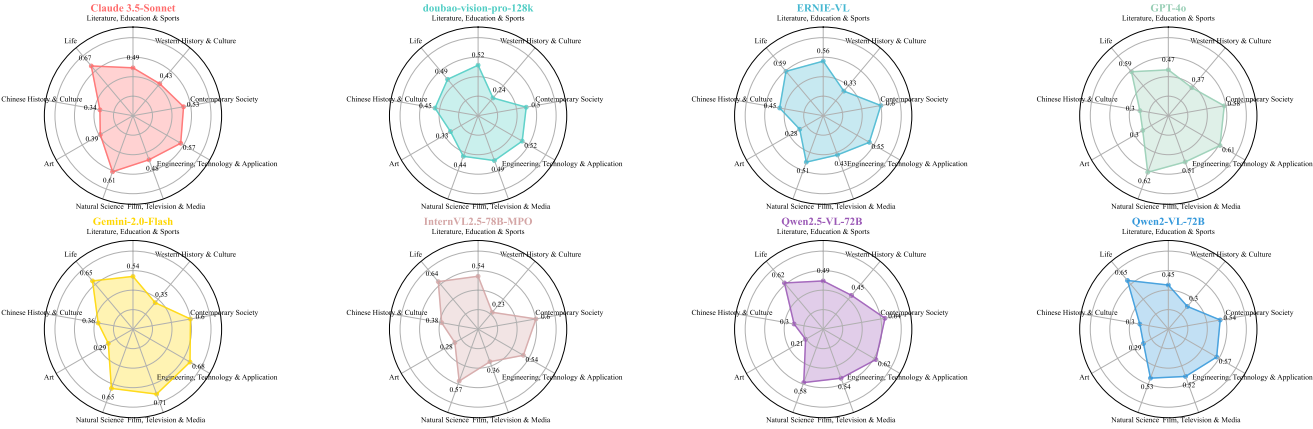 Claude 3.5-Sonnet
Literature, Education & Sports
Life
Western History & Culture
0.67
0.49
0.43
Chinese History & Culture
0.34
0.53
Contemporary Society
0.39
0.57
Art
Engineering, Technology & Application
0.48
0.61
Natural Science
Film, Television & Media
doubao-vision-pro-128k
Literature, Education & Sports
Life
Western History & Culture
0.52
0.49
0.24
Chinese History & Culture
0.45
0.5
Contemporary Society
0.33
0.52
Art
Engineering, Technology & Application
0.44
0.49
Natural Science
Film, Television & Media
ERNIE-VL
Literature, Education & Sports
Life
Western History & Culture
0.56
0.59
0.33
Chinese History & Culture
0.45
Contemporary Society
0.28
0.55
Art
Engineering, Technology & Application
0.51
0.43
Natural Science
Film, Television & Media
GPT-4o
Literature, Education & Sports
Life
Western History & Culture
0.47
0.59
0.37
Chinese History & Culture
0.3
0.58
Contemporary Society
0.3
0.61
Art
Engineering, Technology & Application
0.62
0.51
Natural Science
Film, Television & Media
Gemini-2.0-Flash
Literature, Education & Sports
Life
Western History & Culture
0.54
0.65
0.35
Chinese History & Culture
0.36
0.6
Contemporary Society
0.29
0.68
Art
Engineering, Technology & Application
0.65
0.71
Natural Science
Film, Television & Media
InternVL2.5-78B-MPO
Literature, Education & Sports
Life
Western History & Culture
0.54
0.64
0.23
Chinese History & Culture
0.38
0.6
Contemporary Society
0.28
0.54
Art
Engineering, Technology & Application
0.57
0.36
Natural Science
Film, Television & Media
Qwen2.5-VL-72B
Literature, Education & Sports
Life
Western History & Culture
0.49
0.62
0.45
Chinese History & Culture
0.3
0.64
Contemporary Society
0.21
0.62
Art
Engineering, Technology & Application
0.58
0.54
Natural Science
Film, Television & Media
Qwen2-VL-72B
Literature, Education & Sports
Life
Western History & Culture
0.45
0.65
0.3
Chinese History & Culture
0.3
0.54
Contemporary Society
0.29
0.57
Art
Engineering, Technology & Application
0.53
0.52
Natural Science
Film, Television & Media